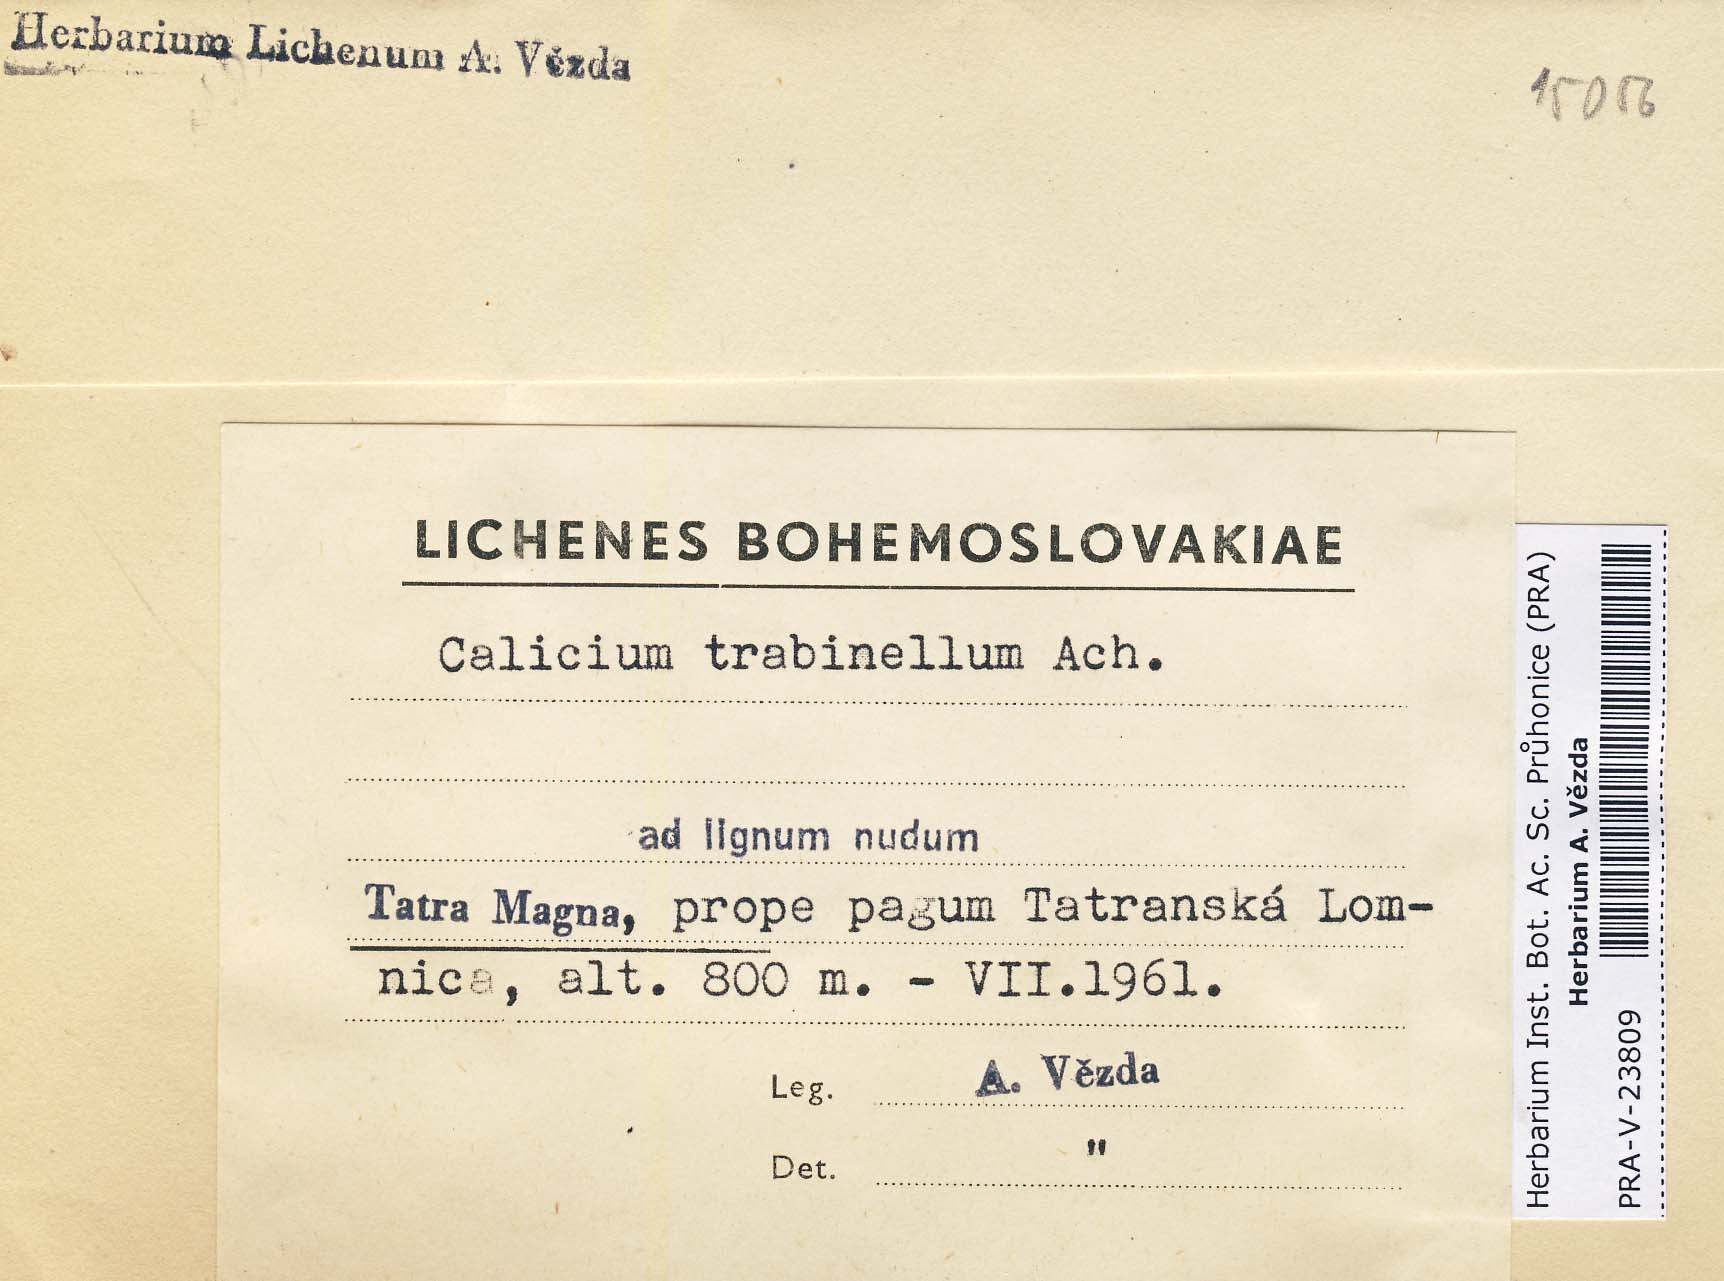 Herbarium Lichenum A. Vězda
15056
LICHENES BOHEMOSLOVAKIAE
Calicium trabinellum Ach.
ad lignum nudum
Tatra Magna, prope pagum Tatranská Lom-
nica, alt. 800 m. - VII.1961.
Leg. A. Vězda
Det. "
Herbarium Inst. Bot. Ac. Sc. Průhonice (PRA)
Herbarium A. Vězda
PRA-V-23809